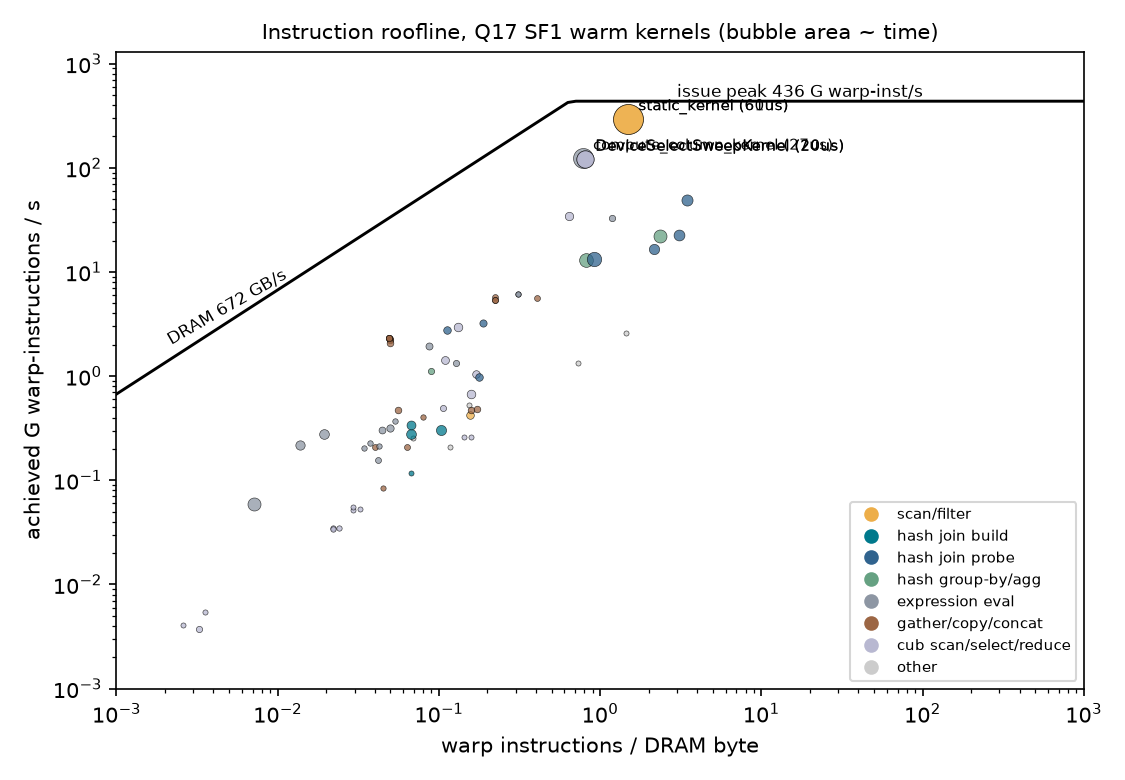 Instruction roofline, Q17 SF1 warm kernels (bubble area ~ time)
issue peak 436 G warp-inst/s
DRAM 672 GB/s
DeviceSelectSweepKernel (20us)
10³
10²
10¹
10⁰
10⁻¹
10⁻²
10⁻³
achieved G warp-instructions / s
scan/filter
hash join build
hash join probe
hash group-by/agg
expression eval
gather/copy/concat
cub scan/select/reduce
other
10⁻³ 10⁻² 10⁻¹ 10⁰ 10¹ 10² 10³
warp instructions / DRAM byte